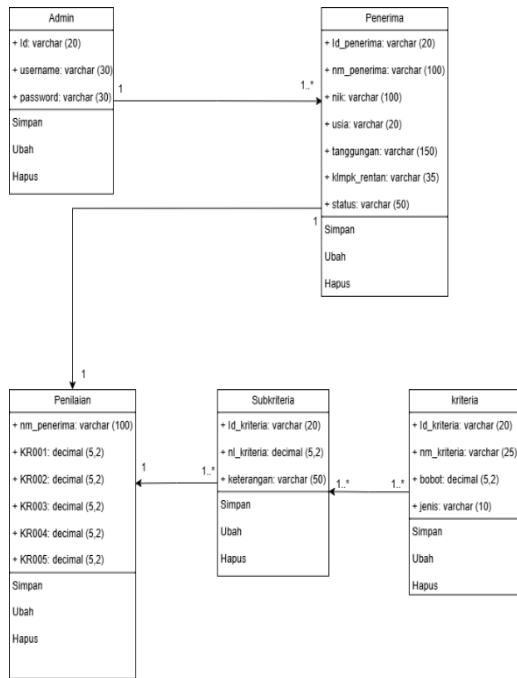 Admin
+ Id: varchar (20)
+ username: varchar (30)
+ password: varchar (30)
Simpan
Ubah
Hapus
1
1..*
Penerima
+ Id_penerima: varchar (20)
+ nm_penerima: varchar (100)
+ nik: varchar (100)
+ usia: varchar (20)
+ tanggungan: varchar (150)
+ klmpk_rentan: varchar (35)
+ status: varchar (50)
Simpan
Ubah
Hapus
1
1
Penilaian
+ nm_penerima: varchar (100)
+ KR001: decimal (5,2)
+ KR002: decimal (5,2)
+ KR003: decimal (5,2)
+ KR004: decimal (5,2)
+ KR005: decimal (5,2)
Simpan
Ubah
Hapus
1
1..*
Subkriteria
+ Id_kriteria: varchar (20)
+ nl_kriteria: decimal (5,2)
+ keterangan: varchar (50)
Simpan
Ubah
Hapus
1..*
1..*
kriteria
+ Id_kriteria: varchar (20)
+ nm_kriteria: varchar (25)
+ bobot: decimal (5,2)
+ jenis: varchar (10)
Simpan
Ubah
Hapus